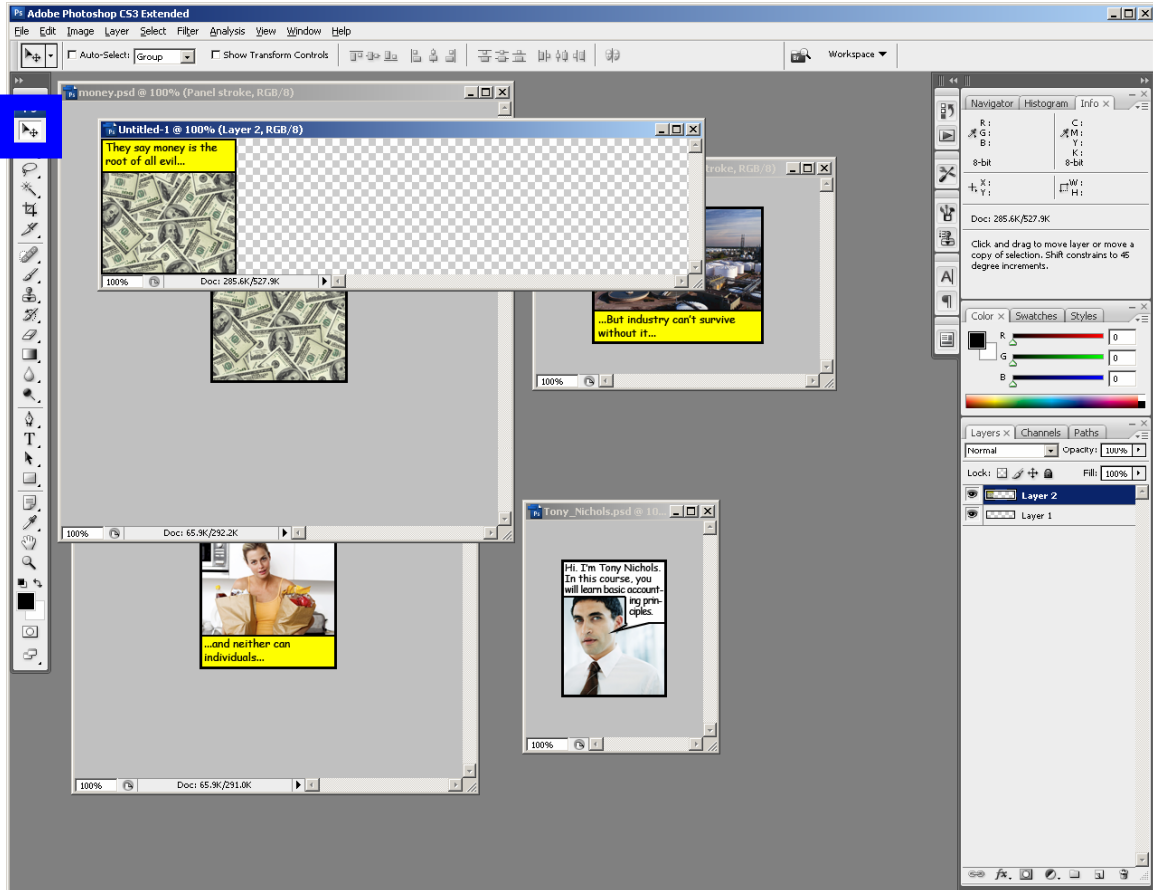 Adobe Photoshop CS3 Extended
File Edit Image Layer Select Filter Analysis View Window Help
Auto-Select: Group Show Transform Controls Workspace
money.psd @ 100% (Panel stroke, RGB/8)
Untitled-1 @ 100% (Layer 2, RGB/8)
They say money is the
root of all evil...
100% Doc: 285.6K/527.9K
troke, RGB/8)
...But industry can't survive
without it...
100%
100% Doc: 65.9K/292.2K
...and neither can
individuals...
100% Doc: 65.9K/291.0K
Tony_Nichols.psd @ 10...
Hi. I'm Tony Nichols.
In this course, you
will learn basic account-
ing prin-
ciples.
100%
Navigator Histogram Info ×
R: C:
G: M:
B: Y:
K:
8-bit 8-bit
X: W:
Y: H:
Doc: 285.6K/527.9K
Click and drag to move layer or move a
copy of selection. Shift constrains to 45
degree increments.
Color × Swatches Styles
R 0
G 0
B 0
Layers × Channels Paths
Normal Opacity: 100%
Lock: Fill: 100%
Layer 2
Layer 1